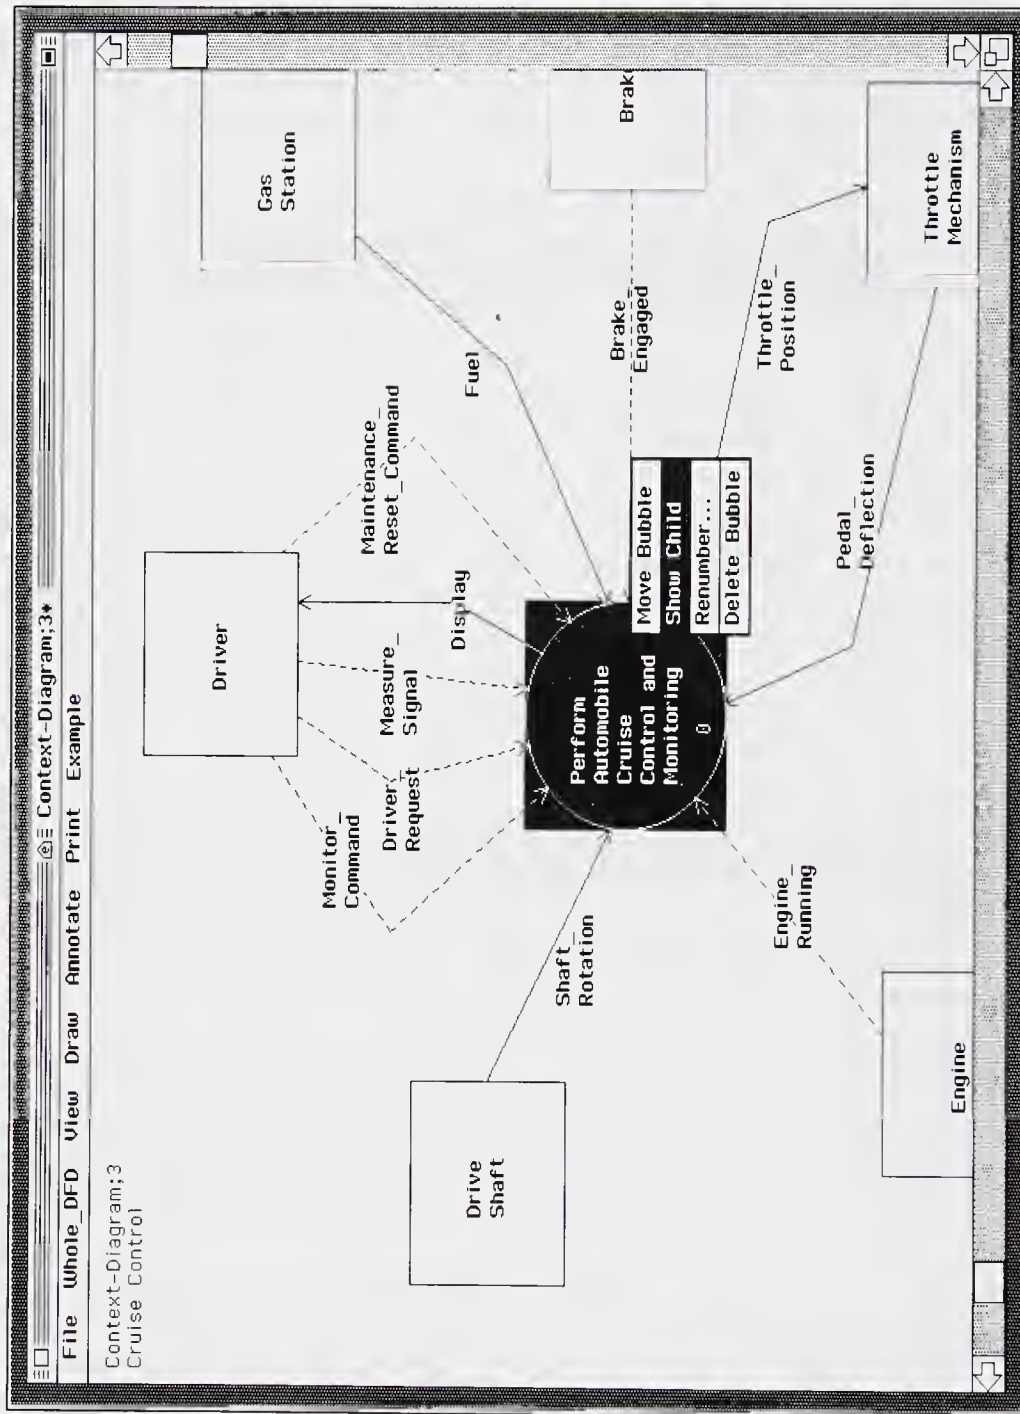 Context-Diagram;3*
File Whole_DFD View Draw Annotate Print Example
Context-Diagram;3
Cruise Control
Driver
Gas
Station
Monitor_
Command
Driver_
Request
Measure_
Signal
Display
Maintenance_
Reset_Command
Fuel
Drive
Shaft
Shaft_
Rotation
Perform
Automobile
Cruise
Control and
Monitoring
0
Move Bubble
Show Child
Renumber...
Delete Bubble
Brake_
Engaged
Brake
Engine_
Running
Throttle_
Position
Pedal_
Deflection
Engine
Throttle
Mechanism